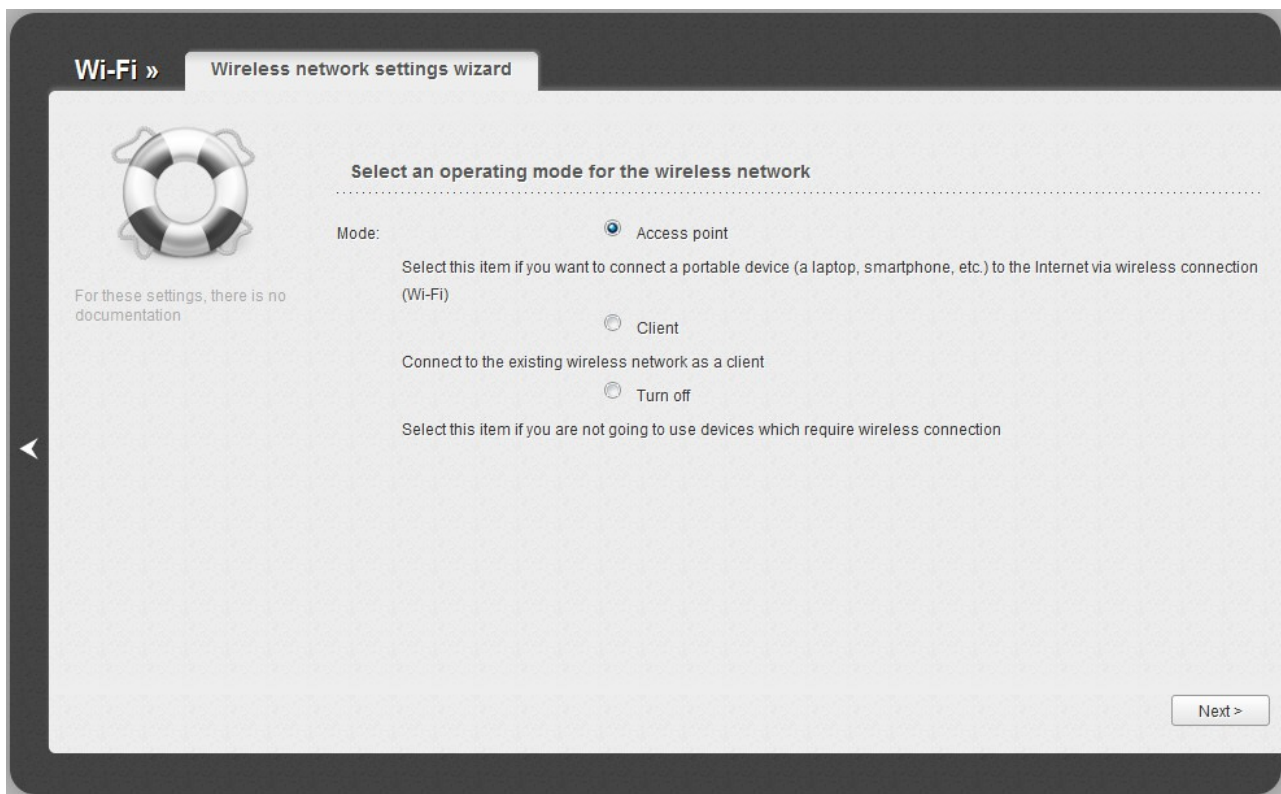 Wi-Fi »
Wireless network settings wizard
For these settings, there is no
documentation
Select an operating mode for the wireless network
Mode:
Access point
Select this item if you want to connect a portable device (a laptop, smartphone, etc.) to the Internet via wireless connection
(Wi-Fi)
Client
Connect to the existing wireless network as a client
Turn off
Select this item if you are not going to use devices which require wireless connection
Next >